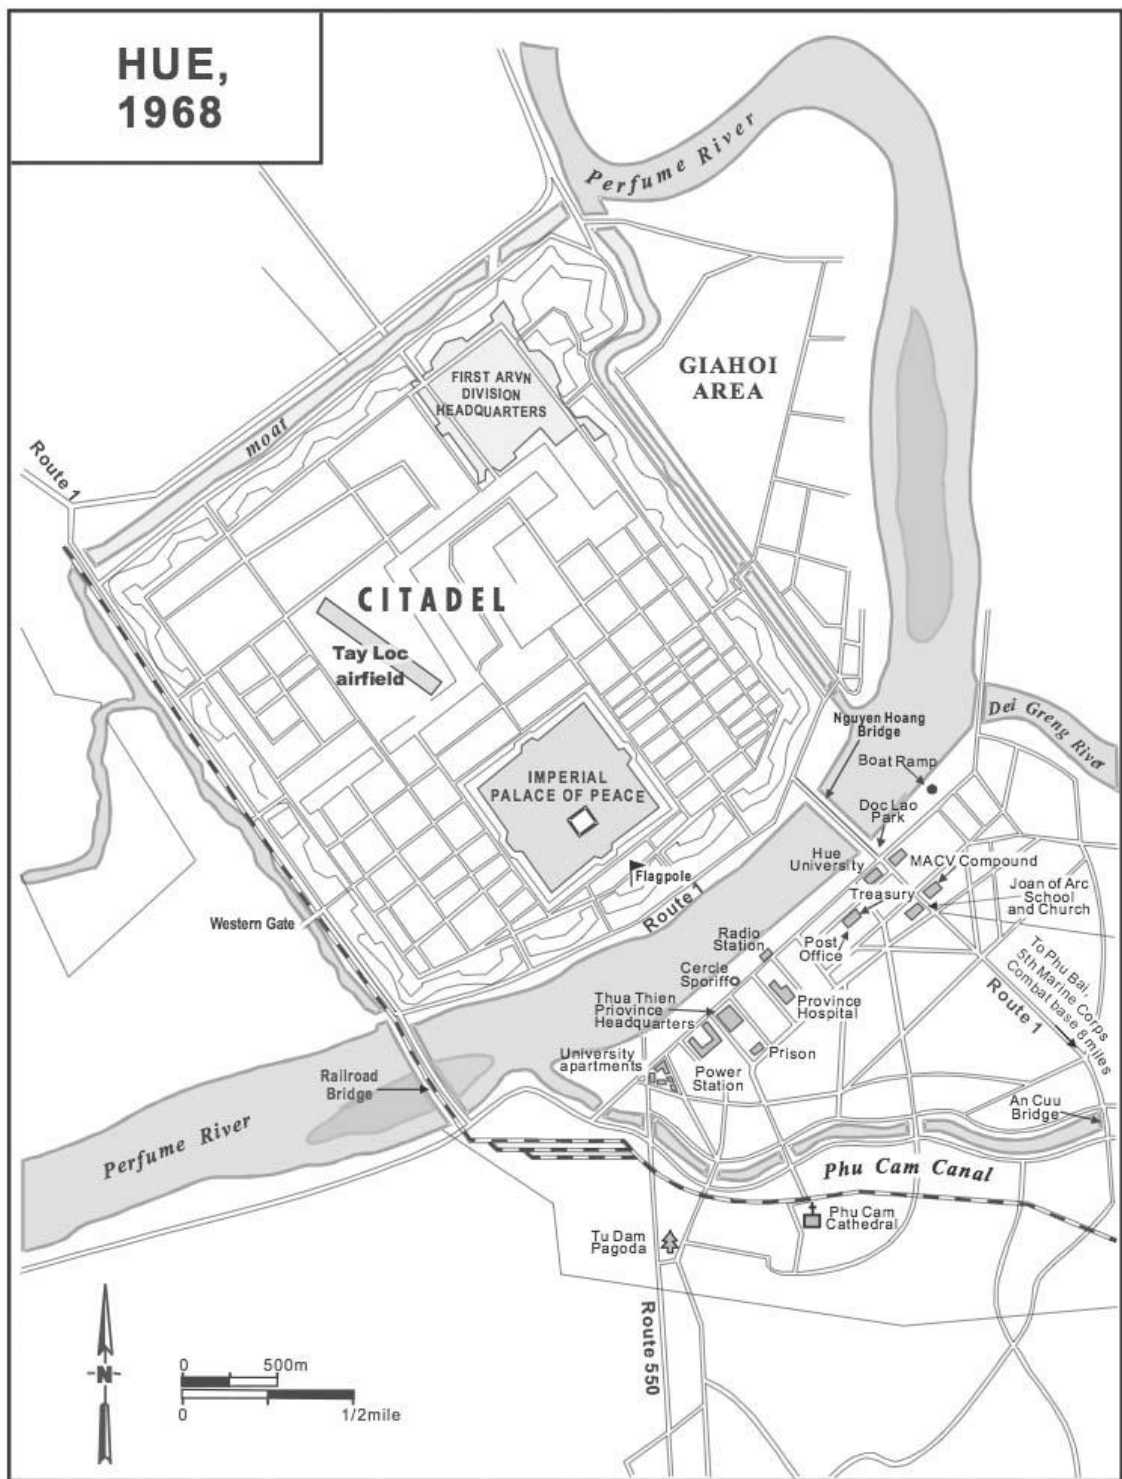 HUE,
1968
Perfume River
GIAHOI
AREA
FIRST ARVN
DIVISION
HEADQUARTERS
moat
Route 1
CITADEL
Tay Loc
airfield
IMPERIAL
PALACE OF PEACE
Flagpole
Route 1
Western Gate
Nguyen Hoang
Bridge
Dei Greng River
Boat Ramp
Doc Lao
Park
Hue
University
MACV Compound
Treasury
Joan of Arc
School
and Church
Post
Office
Radio
Station
Cercle
Sporiff
Thua Thien
Priovince
Headquarters
Province
Hospital
To Phu Bai,
5th Marine Corps
Combat base 8 miles
Route 1
University
apartments
Prison
Power
Station
Railroad
Bridge
An Cuu
Bridge
Perfume River
Phu Cam Canal
Phu Cam
Cathedral
Tu Dam
Pagoda
Route 550
N
0 500m
0 1/2mile